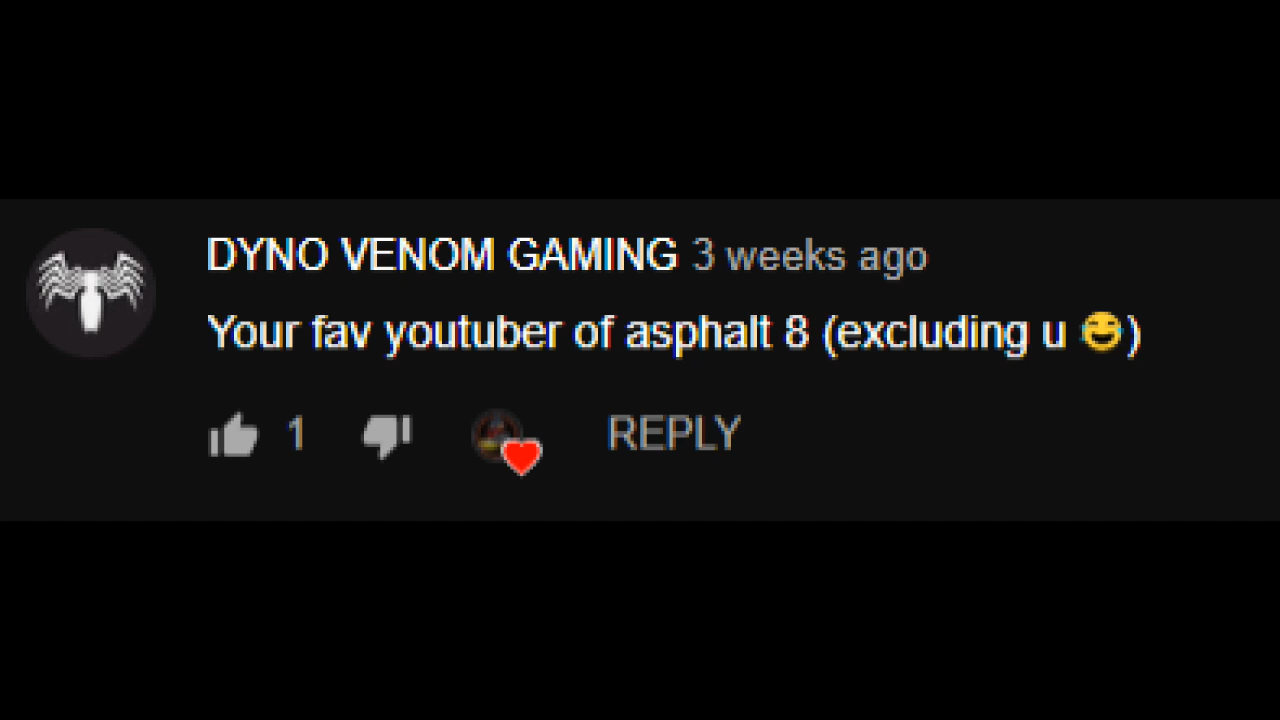 DYNO VENOM GAMING 3 weeks ago
Your fav youtuber of asphalt 8 (excluding u 😂)
1 REPLY